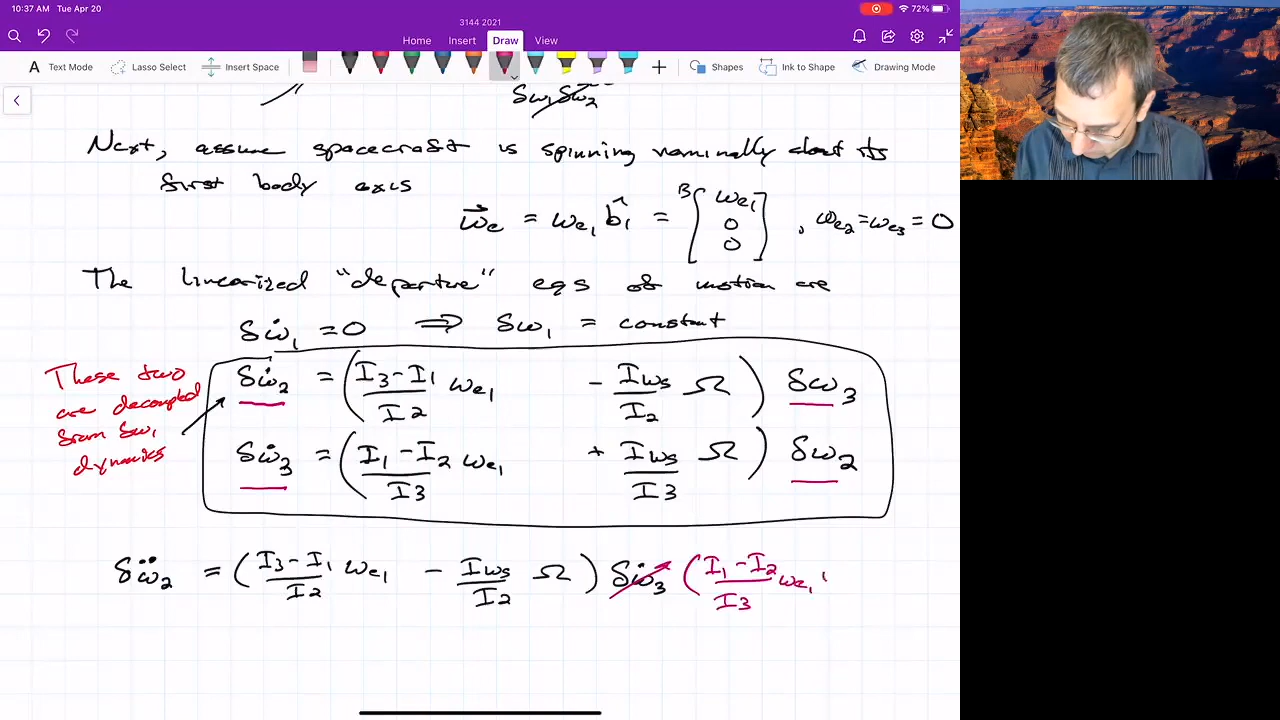 10:37 AM Tue Apr 20
72%
3144 2021
Home Insert Draw View
Text Mode Lasso Select Insert Space Shapes Ink to Shape Drawing Mode
δω₁ δω₂
Next, assume spacecraft is spinning nominally about its
first body axis
ω⃗e = ωe₁ b̂₁ = ᴮ[ωe₁ 0 0], ωe₂=ωe₃=0
The linearized "departure" eqs of motion are
δω̇₁ = 0 ⇒ δω₁ = constant
δω̇₂ = (I₃-I₁/I₂ ωe₁ - Iws/I₂ Ω) δω₃
δω̇₃ = (I₁-I₂/I₃ ωe₁ + Iws/I₃ Ω) δω₂
These two
are decoupled
from δω₁
dynamics
δω̈₂ = (I₃-I₁/I₂ ωe₁ - Iws/I₂ Ω) δω̇₃ (I₁-I₂/I₃ ωe₁